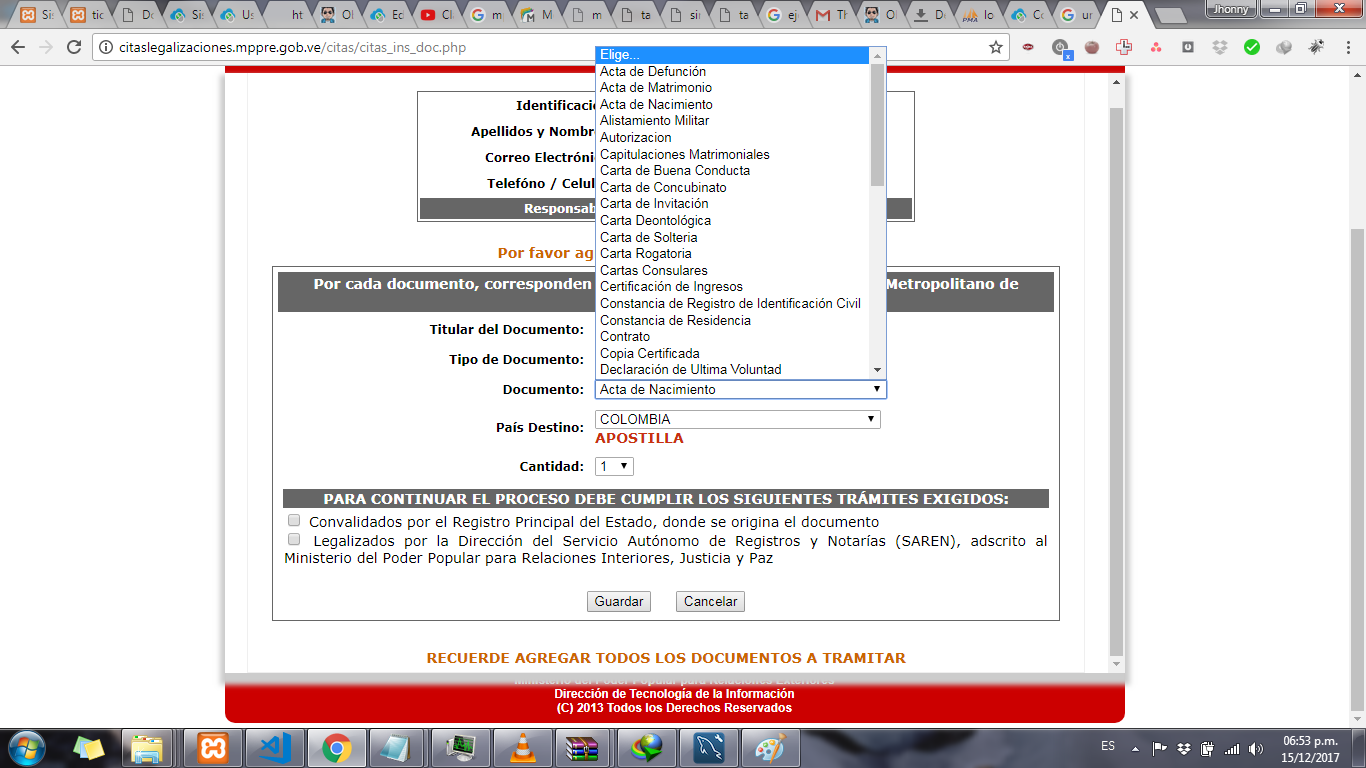 Sis
tic
Do
Sis
Us
ht
Ol
Ec
Cl
m
M
m
ta
sin
ta
ej
Th
Ol
De
lo
Co
ur
Jhonny
citaslegalizaciones.mppre.gob.ve/citas/citas_ins_doc.php
Elige...
Acta de Defunción
Acta de Matrimonio
Acta de Nacimiento
Alistamiento Militar
Autorizacion
Capitulaciones Matrimoniales
Carta de Buena Conducta
Carta de Concubinato
Carta de Invitación
Carta Deontológica
Carta de Solteria
Carta Rogatoria
Cartas Consulares
Certificación de Ingresos
Constancia de Registro de Identificación Civil
Constancia de Residencia
Contrato
Copia Certificada
Declaración de Ultima Voluntad
Identificaci
Apellidos y Nombr
Correo Electróni
Telefóno / Celul
Responsab
Por favor ag
Por cada documento, corresponden Metropolitano de
Titular del Documento:
Tipo de Documento:
Documento: Acta de Nacimiento
País Destino: COLOMBIA
APOSTILLA
Cantidad: 1
PARA CONTINUAR EL PROCESO DEBE CUMPLIR LOS SIGUIENTES TRÁMITES EXIGIDOS:
Convalidados por el Registro Principal del Estado, donde se origina el documento
Legalizados por la Dirección del Servicio Autónomo de Registros y Notarías (SAREN), adscrito al
Ministerio del Poder Popular para Relaciones Interiores, Justicia y Paz
Guardar Cancelar
RECUERDE AGREGAR TODOS LOS DOCUMENTOS A TRAMITAR
Ministerio del Poder Popular para Relaciones Exteriores
Dirección de Tecnología de la Información
(C) 2013 Todos los Derechos Reservados
ES
06:53 p.m.
15/12/2017